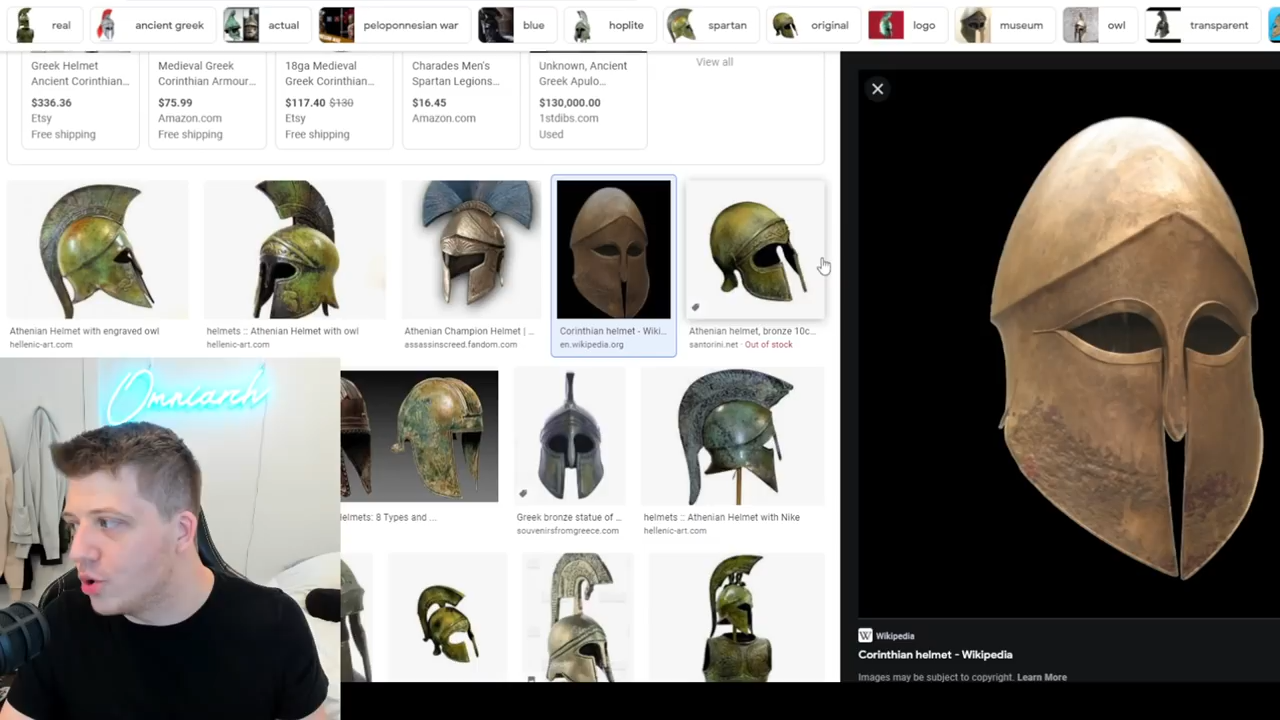 real
ancient greek
actual
peloponnesian war
blue
hoplite
spartan
original
logo
museum
owl
transparent
Greek Helmet
Ancient Corinthian...
$336.36
Etsy
Free shipping
Medieval Greek
Corinthian Armour...
$75.99
Amazon.com
Free shipping
18ga Medieval
Greek Corinthian...
$117.40 $130
Etsy
Free shipping
Charades Men's
Spartan Legions...
$16.45
Amazon.com
Unknown, Ancient
Greek Apulo...
$130,000.00
1stdibs.com
Used
View all
Athenian Helmet with engraved owl
hellenic-art.com
helmets :: Athenian Helmet with owl
hellenic-art.com
Athenian Champion Helmet | ...
assassinscreed.fandom.com
Corinthian helmet - Wiki...
en.wikipedia.org
Athenian helmet, bronze 10c...
santorini.net · Out of stock
Omnicarch
elmets: 8 Types and ...
Greek bronze statue of ...
souvenirsfromgreece.com
helmets :: Athenian Helmet with Nike
hellenic-art.com
W Wikipedia
Corinthian helmet - Wikipedia
Images may be subject to copyright. Learn More